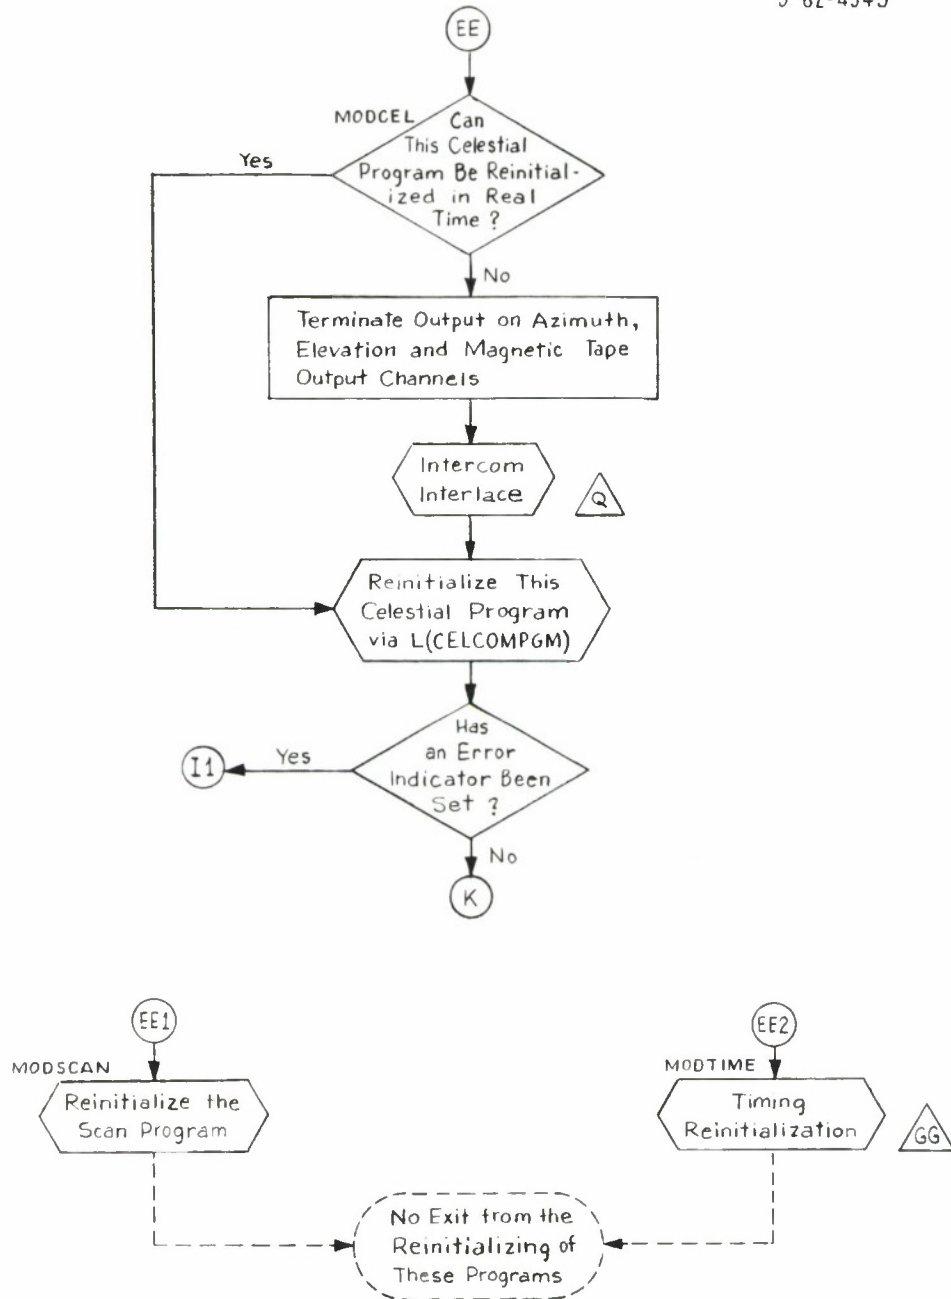 EE
MODCEL
Can
This Celestial
Program Be Reinitial-
ized in Real
Time ?
Yes
No
Terminate Output on Azimuth,
Elevation and Magnetic Tape
Output Channels
Intercom
Interlace
Q
Reinitialize This
Celestial Program
via L(CELCOMPGM)
Has
an Error
Indicator Been
Set ?
Yes
I1
No
K
EE1
MODSCAN
Reinitialize the
Scan Program
EE2
MODTIME
Timing
Reinitialization
GG
No Exit from the
Reinitializing of
These Programs